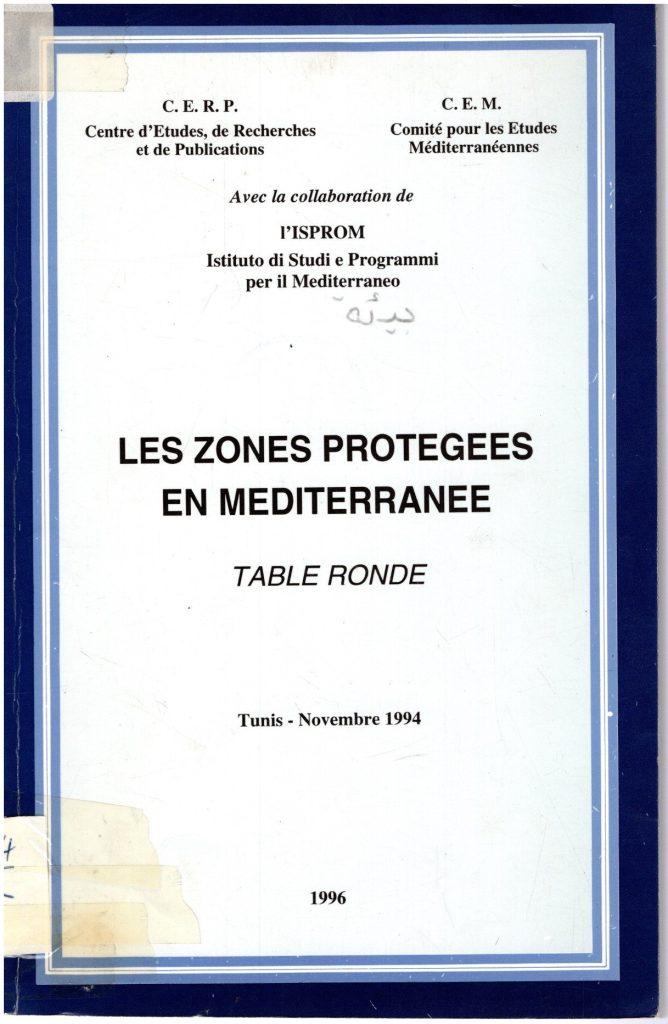 C. E. R. P.
Centre d'Etudes, de Recherches
et de Publications
C. E. M.
Comité pour les Etudes
Méditerranéennes
Avec la collaboration de
l'ISPROM
Istituto di Studi e Programmi
per il Mediterraneo
بيئة
LES ZONES PROTEGEES
EN MEDITERRANEE
TABLE RONDE
Tunis - Novembre 1994
1996